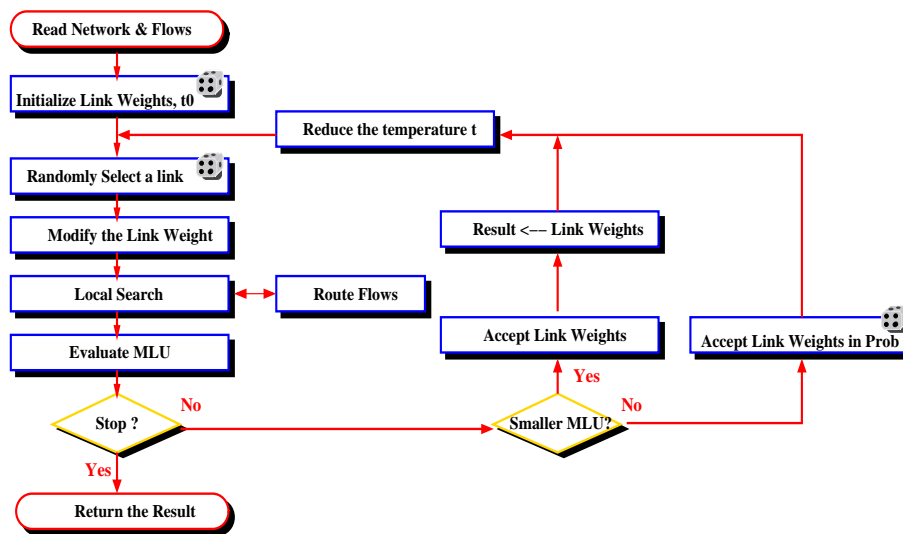 Read Network & Flows
Initialize Link Weights, t0
Reduce the temperature t
Randomly Select a link
Modify the Link Weight
Result <−− Link Weights
Local Search
Route Flows
Evaluate MLU
Accept Link Weights
Accept Link Weights in Prob
Yes
No
No
Stop ?
Smaller MLU?
Yes
Return the Result